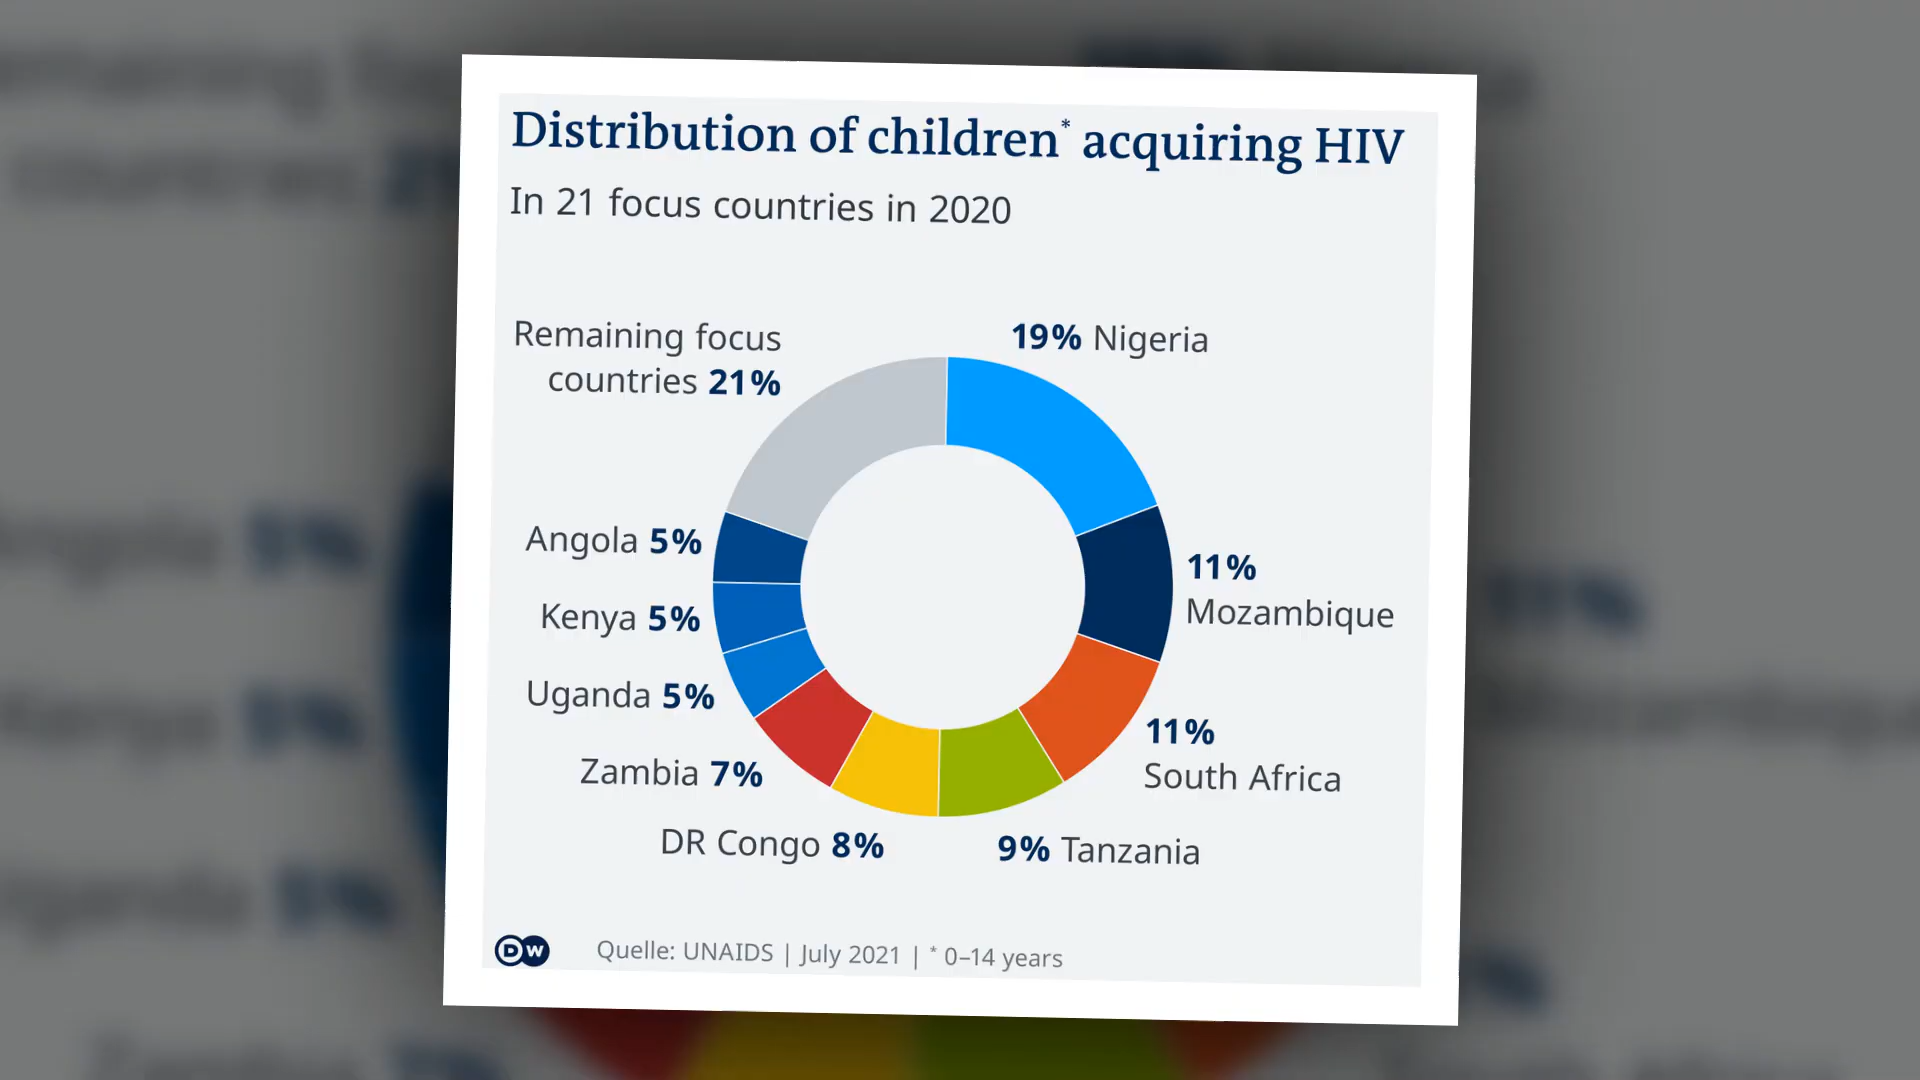 Distribution of children* acquiring HIV
In 21 focus countries in 2020
Remaining focus
countries 21%
19% Nigeria
Angola 5%
11%
Mozambique
Kenya 5%
Uganda 5%
11%
South Africa
Zambia 7%
DR Congo 8%
9% Tanzania
DW
Quelle: UNAIDS | July 2021 | * 0–14 years